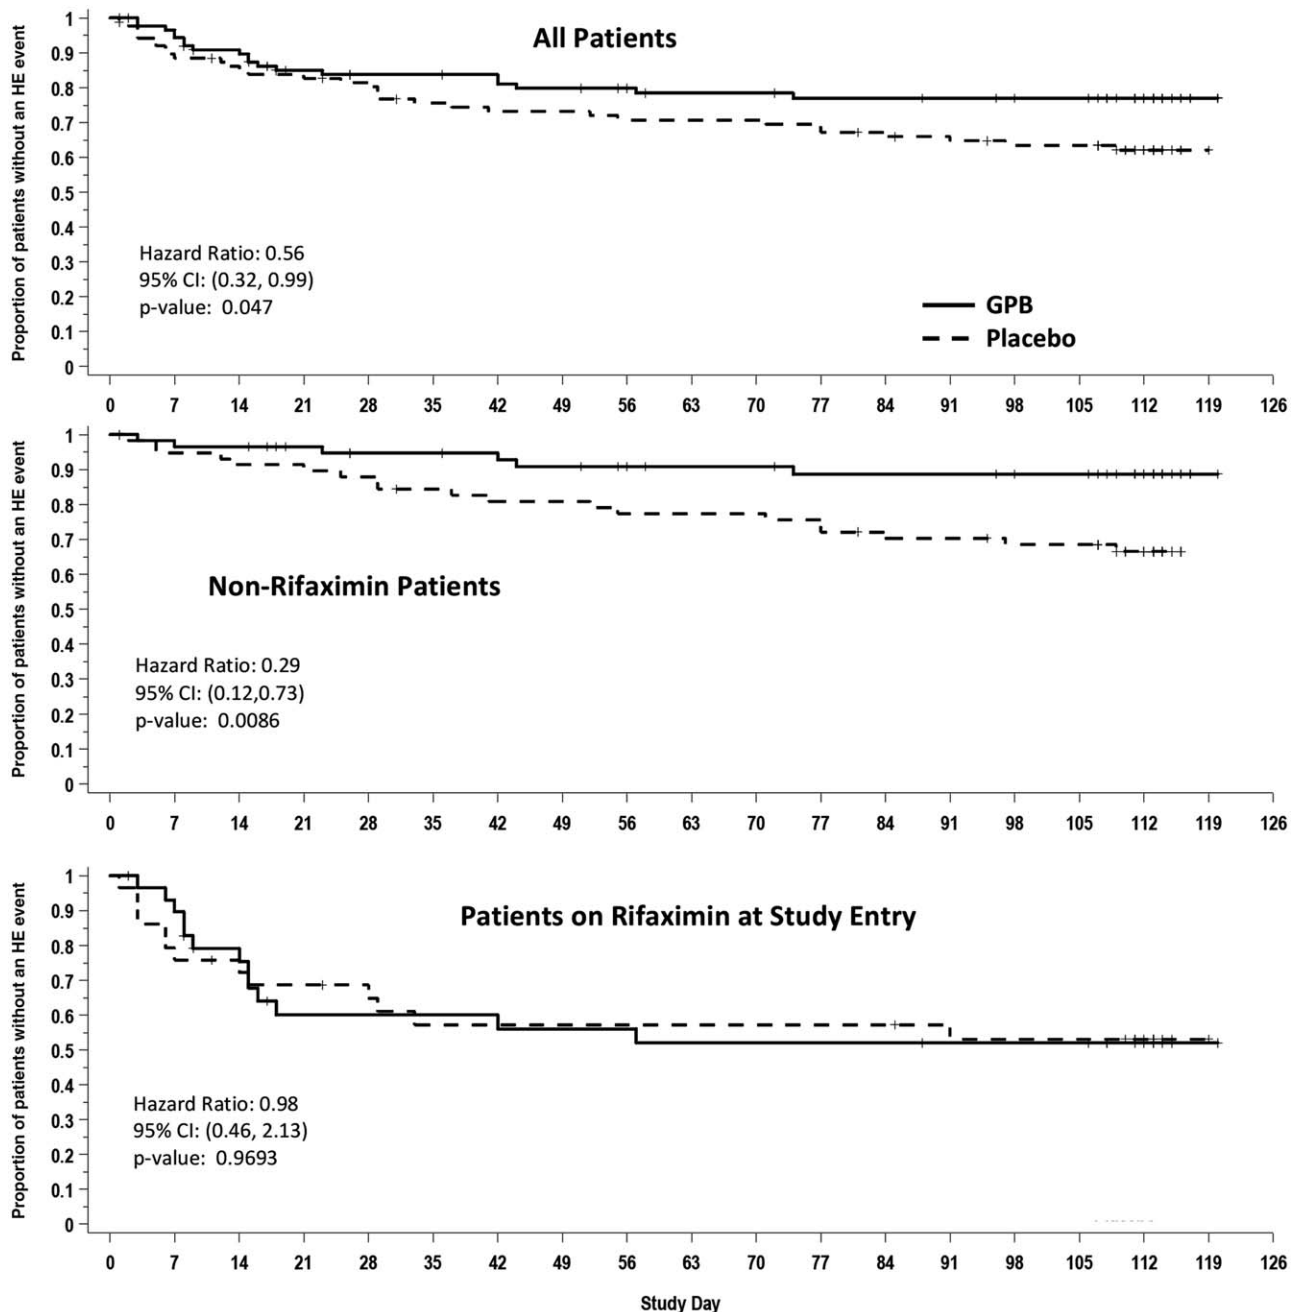 All Patients
Proportion of patients without an HE event
1
0.9
0.8
0.7
0.6
0.5
0.4
0.3
0.2
0.1
0
Hazard Ratio: 0.56
95% CI: (0.32, 0.99)
p-value: 0.047
GPB
Placebo
0 7 14 21 28 35 42 49 56 63 70 77 84 91 98 105 112 119 126
Proportion of patients without an HE event
1
0.9
0.8
0.7
0.6
0.5
0.4
0.3
0.2
0.1
0
Non-Rifaximin Patients
Hazard Ratio: 0.29
95% CI: (0.12,0.73)
p-value: 0.0086
0 7 14 21 28 35 42 49 56 63 70 77 84 91 98 105 112 119 126
Patients on Rifaximin at Study Entry
Proportion of patients without an HE event
1
0.9
0.8
0.7
0.6
0.5
0.4
0.3
0.2
0.1
0
Hazard Ratio: 0.98
95% CI: (0.46, 2.13)
p-value: 0.9693
0 7 14 21 28 35 42 49 56 63 70 77 84 91 98 105 112 119 126
Study Day